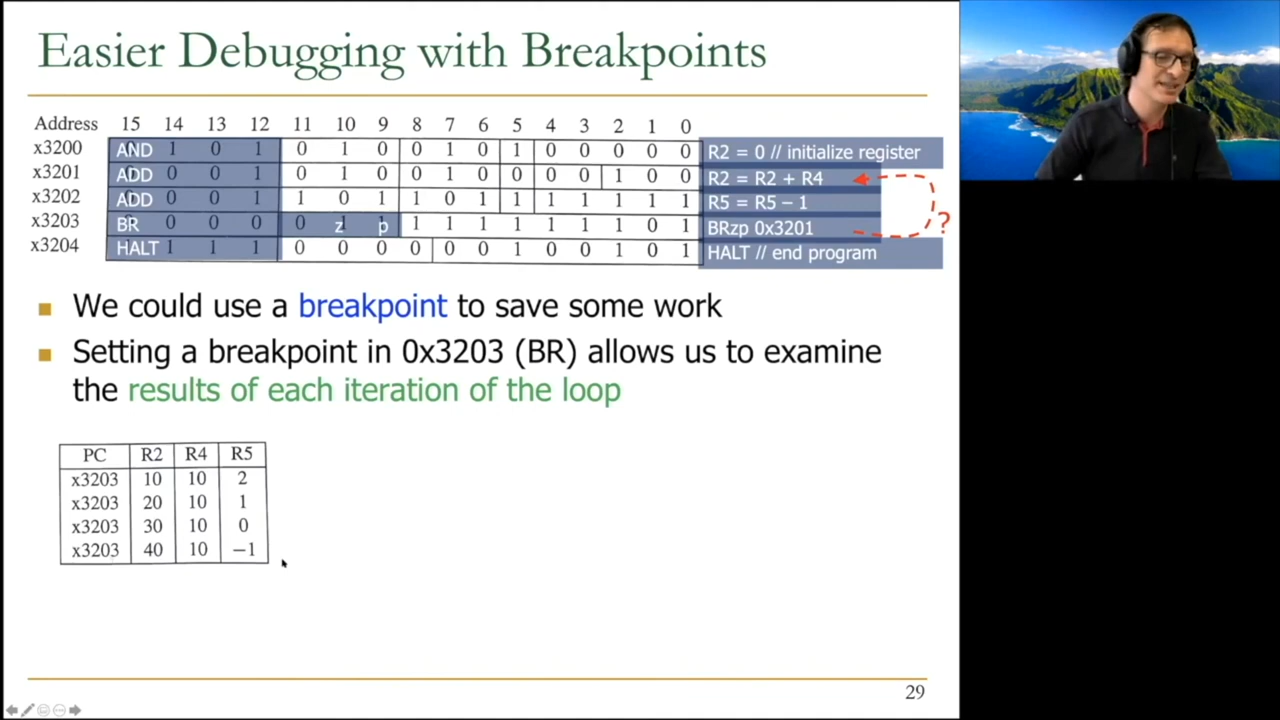 Easier Debugging with Breakpoints
Address 15 14 13 12 11 10 9 8 7 6 5 4 3 2 1 0
x3200 AND 1 0 1 0 1 0 0 1 0 1 0 0 0 0 0 R2 = 0 // initialize register
x3201 ADD 0 0 1 0 1 0 0 1 0 0 0 0 1 0 0 R2 = R2 + R4
x3202 ADD 0 0 1 1 0 1 1 0 1 1 1 1 1 1 1 R5 = R5 – 1
x3203 BR 0 0 0 0 z p 1 1 1 1 1 1 1 0 1 BRzp 0x3201
?
x3204 HALT 1 1 1 0 0 0 0 0 0 1 0 0 1 0 1 HALT // end program
We could use a breakpoint to save some work
Setting a breakpoint in 0x3203 (BR) allows us to examine
the results of each iteration of the loop
PC R2 R4 R5
x3203 10 10 2
x3203 20 10 1
x3203 30 10 0
x3203 40 10 −1
29